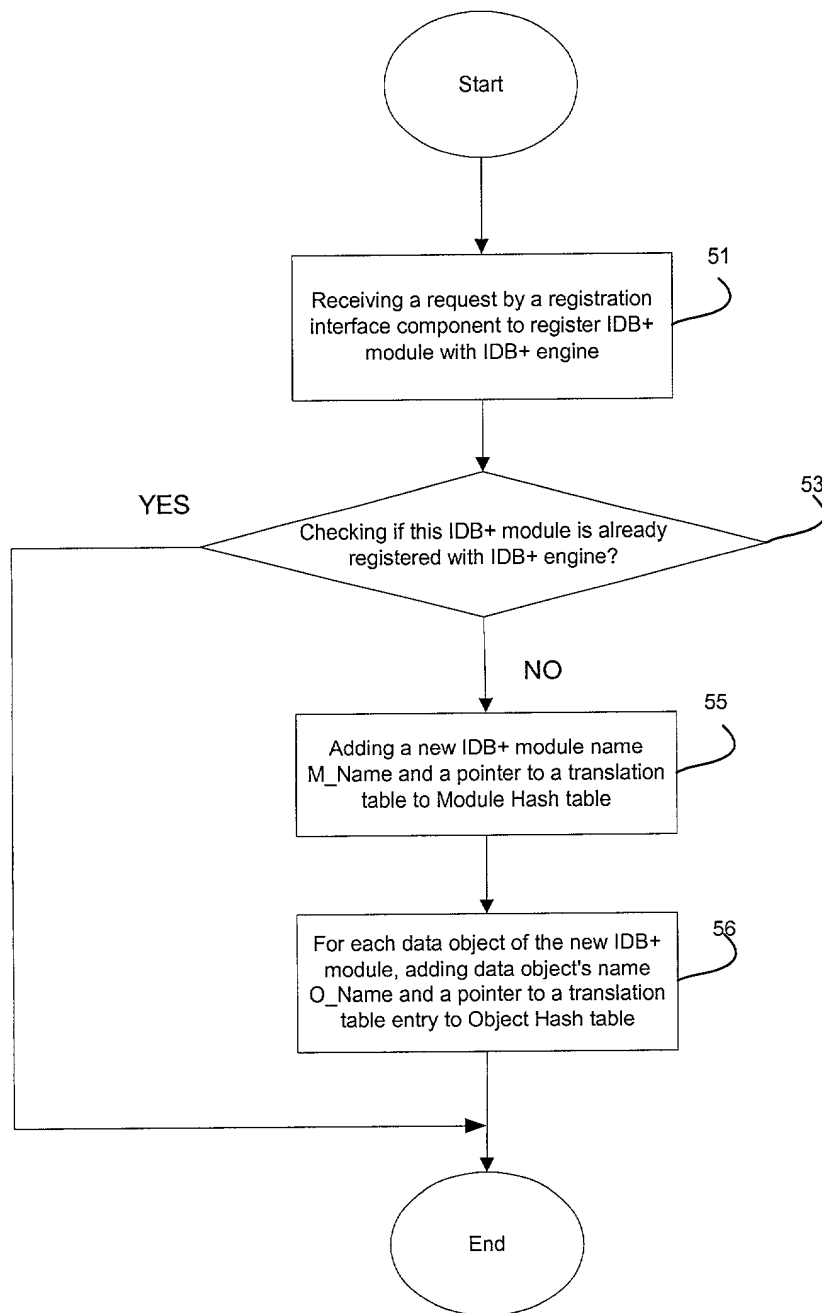 Start
51
Receiving a request by a registration
interface component to register IDB+
module with IDB+ engine
53
YES
Checking if this IDB+ module is already
registered with IDB+ engine?
NO
55
Adding a new IDB+ module name
M_Name and a pointer to a translation
table to Module Hash table
56
For each data object of the new IDB+
module, adding data object's name
O_Name and a pointer to a translation
table entry to Object Hash table
End